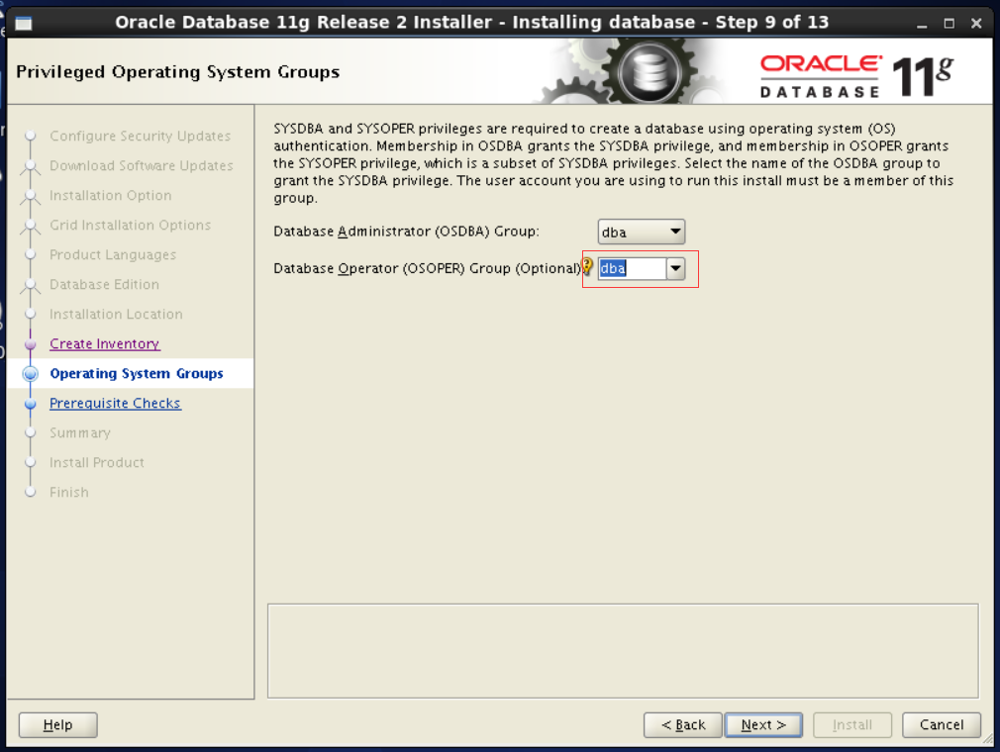 Oracle Database 11g Release 2 Installer - Installing database - Step 9 of 13
Privileged Operating System Groups
ORACLE
DATABASE
11g
Configure Security Updates
Download Software Updates
Installation Option
Grid Installation Options
Product Languages
Database Edition
Installation Location
Create Inventory
Operating System Groups
Prerequisite Checks
Summary
Install Product
Finish
SYSDBA and SYSOPER privileges are required to create a database using operating system (OS)
authentication. Membership in OSDBA grants the SYSDBA privilege, and membership in OSOPER grants
the SYSOPER privilege, which is a subset of SYSDBA privileges. Select the name of the OSDBA group to
grant the SYSDBA privilege. The user account you are using to run this install must be a member of this
group.
Database Administrator (OSDBA) Group: dba
Database Operator (OSOPER) Group (Optional) dba
Help
< Back
Next >
Install
Cancel